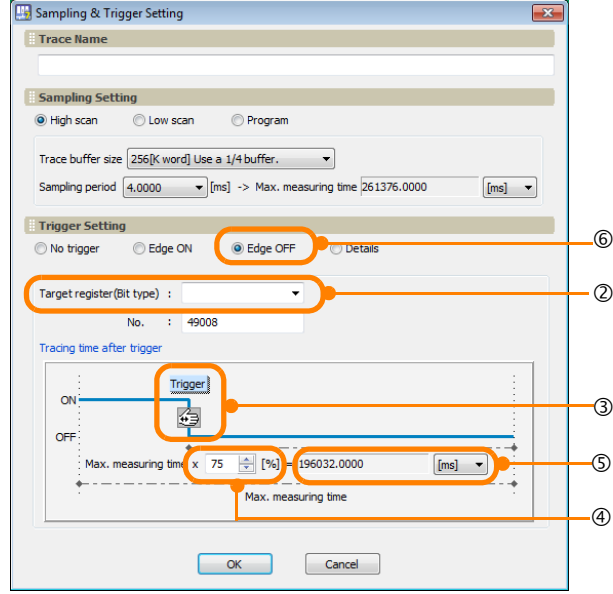 Sampling & Trigger Setting
Trace Name
Sampling Setting
High scan Low scan Program
Trace buffer size 256[K word] Use a 1/4 buffer.
Sampling period 4.0000 [ms] -> Max. measuring time 261376.0000 [ms]
Trigger Setting
No trigger Edge ON Edge OFF Details ⑥
Target register(Bit type) : ②
No. : 49008
Tracing time after trigger
Trigger
ON
③
OFF
Max. measuring time x 75 [%] = 196032.0000 [ms] ⑤
Max. measuring time
④
OK Cancel